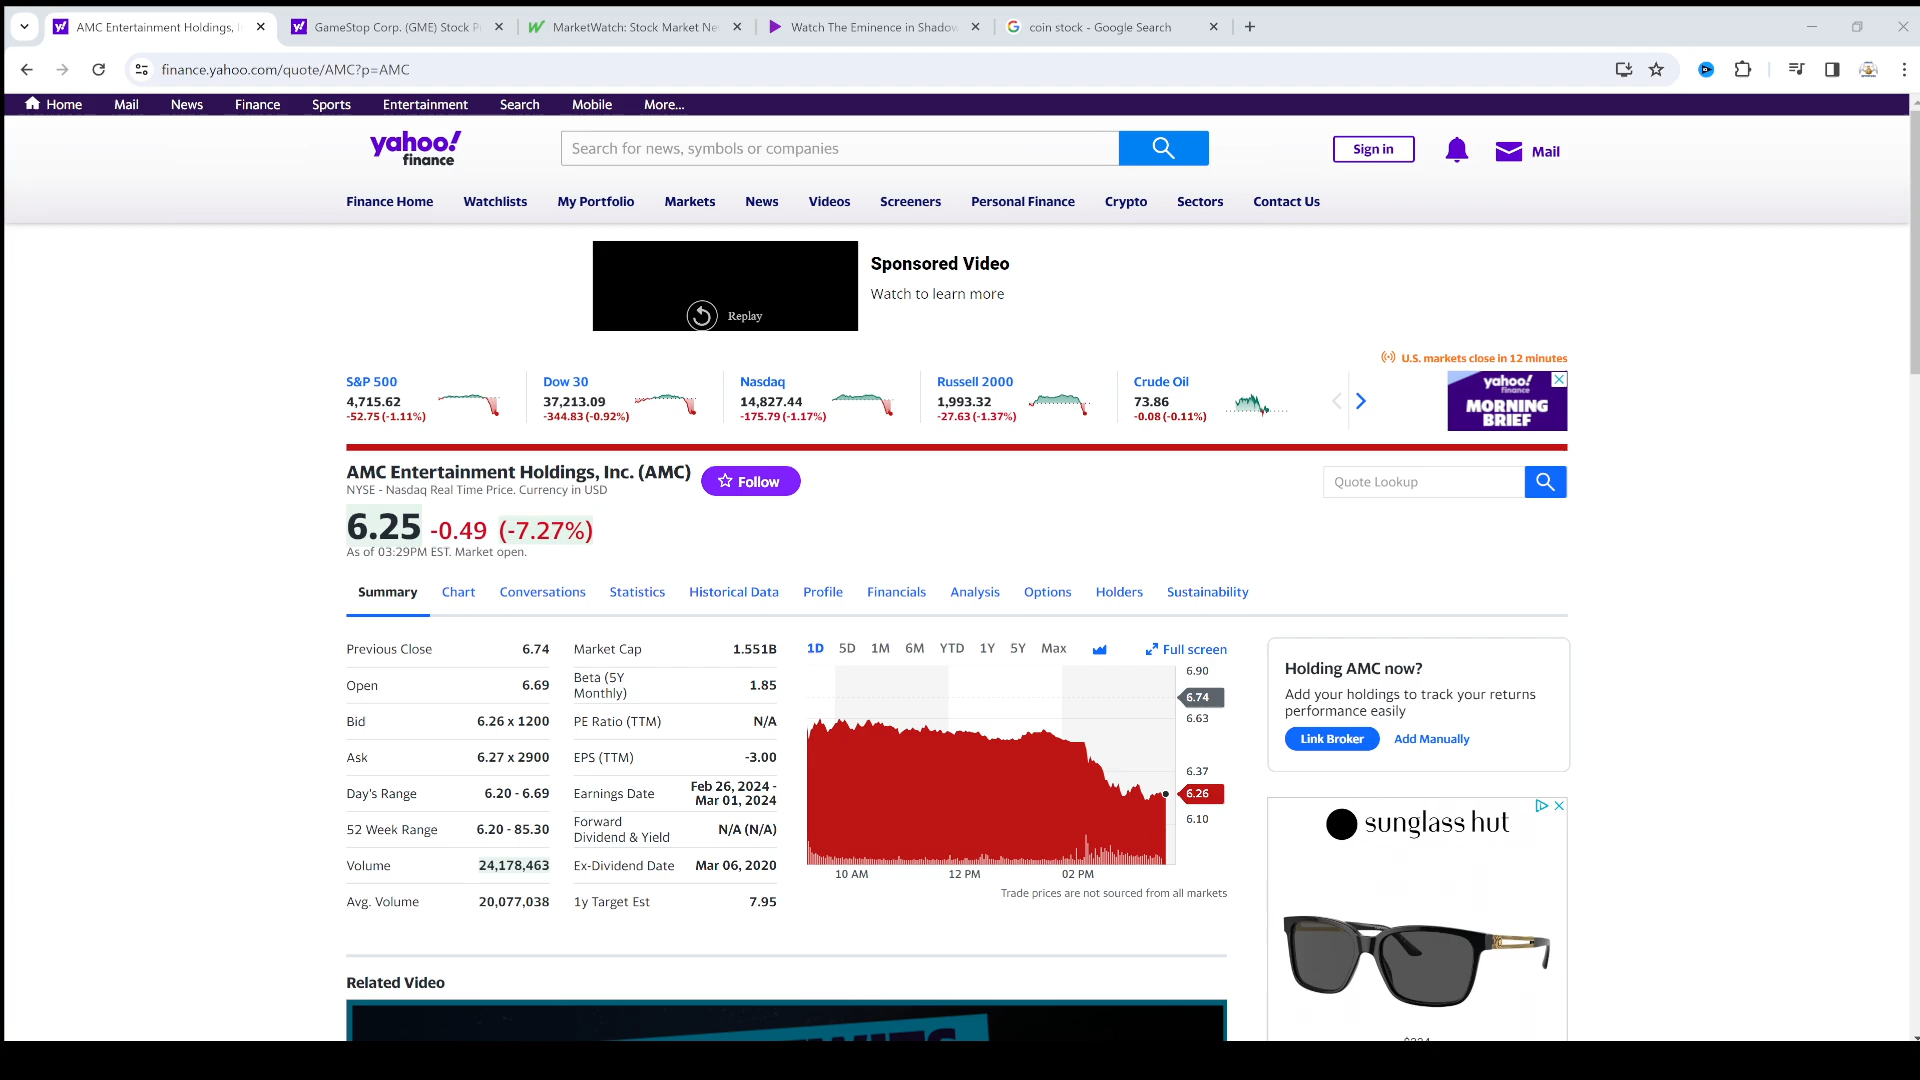 AMC Entertainment Holdings, I
GameStop Corp. (GME) Stock P
MarketWatch: Stock Market Ne
Watch The Eminence in Shadow
coin stock - Google Search
finance.yahoo.com/quote/AMC?p=AMC
Home Mail News Finance Sports Entertainment Search Mobile More...
yahoo!
finance
Search for news, symbols or companies
Sign in
Mail
Finance Home Watchlists My Portfolio Markets News Videos Screeners Personal Finance Crypto Sectors Contact Us
Sponsored Video
Watch to learn more
Replay
U.S. markets close in 12 minutes
S&P 500
4,715.62
-52.75 (-1.11%)
Dow 30
37,213.09
-344.83 (-0.92%)
Nasdaq
14,827.44
-175.79 (-1.17%)
Russell 2000
1,993.32
-27.63 (-1.37%)
Crude Oil
73.86
-0.08 (-0.11%)
yahoo!
finance
MORNING
BRIEF
AMC Entertainment Holdings, Inc. (AMC)
Follow
NYSE - Nasdaq Real Time Price. Currency in USD
Quote Lookup
6.25 -0.49 (-7.27%)
As of 03:29PM EST. Market open.
Summary Chart Conversations Statistics Historical Data Profile Financials Analysis Options Holders Sustainability
Previous Close 6.74
Open 6.69
Bid 6.26 x 1200
Ask 6.27 x 2900
Day's Range 6.20 - 6.69
52 Week Range 6.20 - 85.30
Volume 24,178,463
Avg. Volume 20,077,038
Market Cap 1.551B
Beta (5Y
Monthly) 1.85
PE Ratio (TTM) N/A
EPS (TTM) -3.00
Earnings Date Feb 26, 2024 -
Mar 01, 2024
Forward
Dividend & Yield N/A (N/A)
Ex-Dividend Date Mar 06, 2020
1y Target Est 7.95
1D 5D 1M 6M YTD 1Y 5Y Max
Full screen
6.90
6.74
6.63
6.37
6.26
6.10
10 AM 12 PM 02 PM
Trade prices are not sourced from all markets
Holding AMC now?
Add your holdings to track your returns
performance easily
Link Broker Add Manually
sunglass hut
Related Video